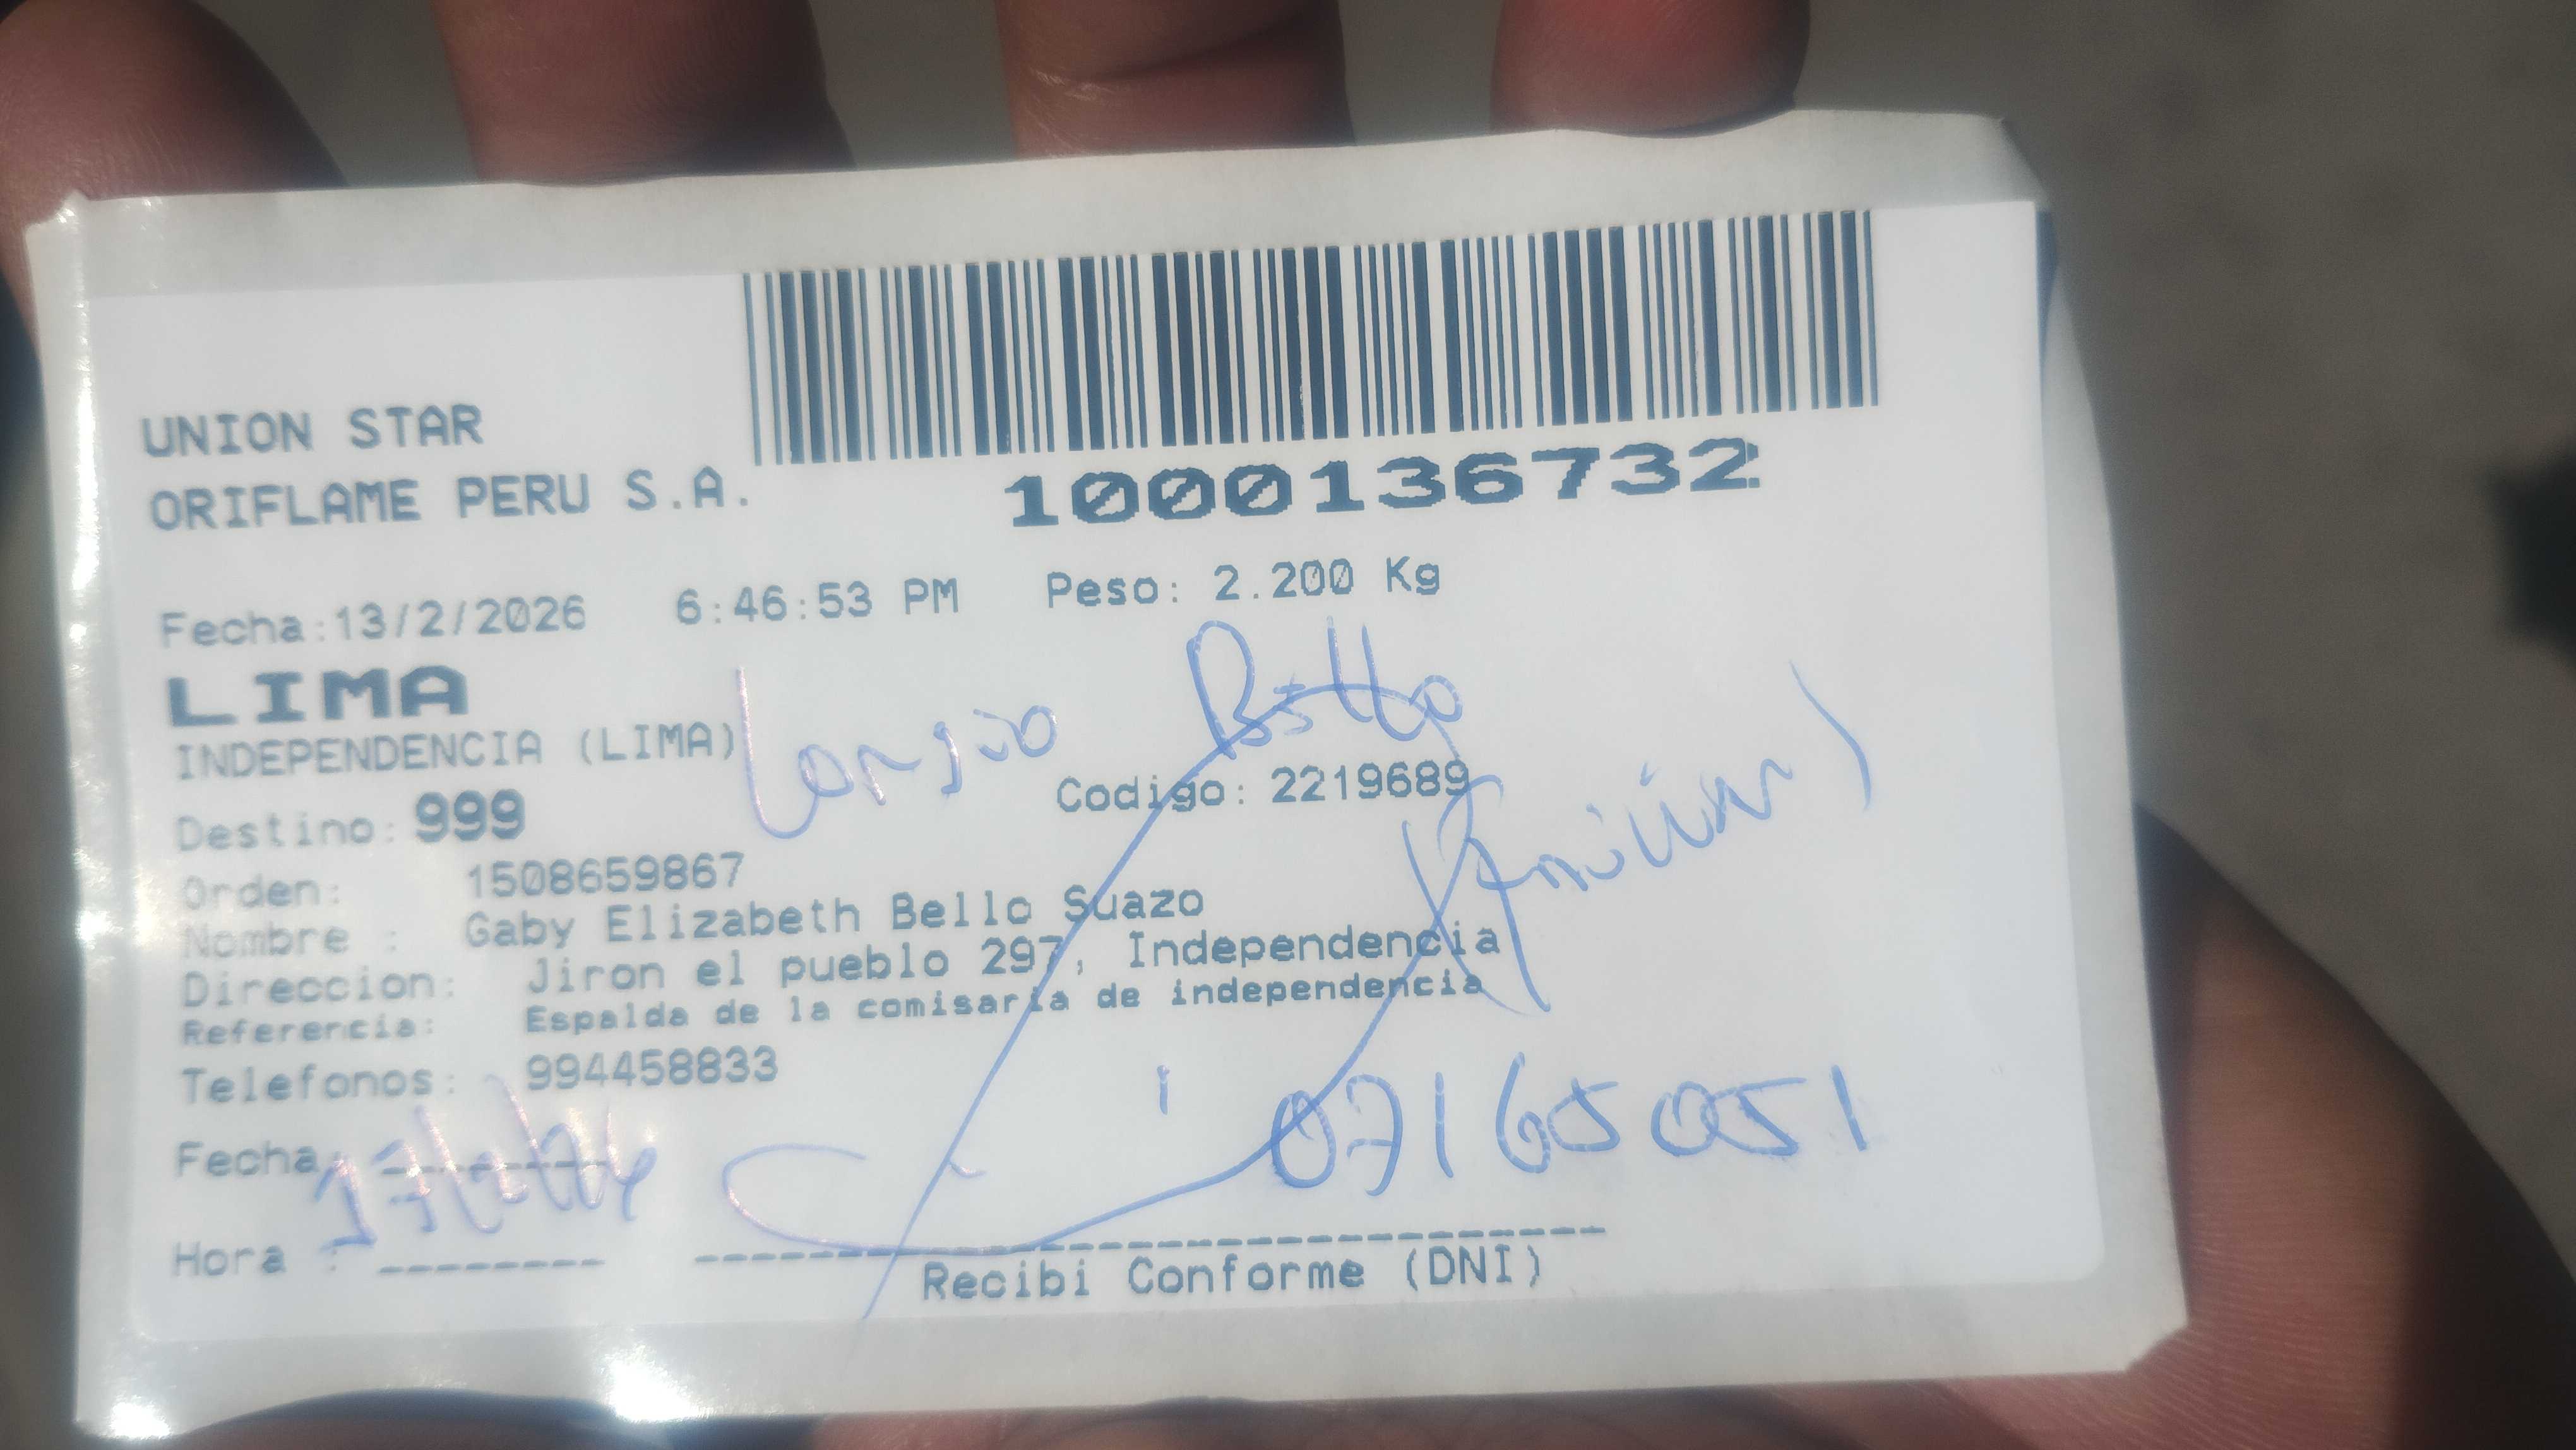 UNION STAR
ORIFLAME PERU S.A.
1000136732
Fecha:13/2/2026 6:46:53 PM Peso: 2.200 Kg
LIMA
INDEPENDENCIA (LIMA)
Bello
Destino: 999 Codigo: 2219689
Orden: 1508659867
Nombre : Gaby Elizabeth Bello Suazo
Direccion: Jiron el pueblo 297, Independencia
Referencia: Espalda de la comisaria de independencia
Telefonos: 994458833
07165051
Fecha
Hora :
Recibi Conforme (DNI)